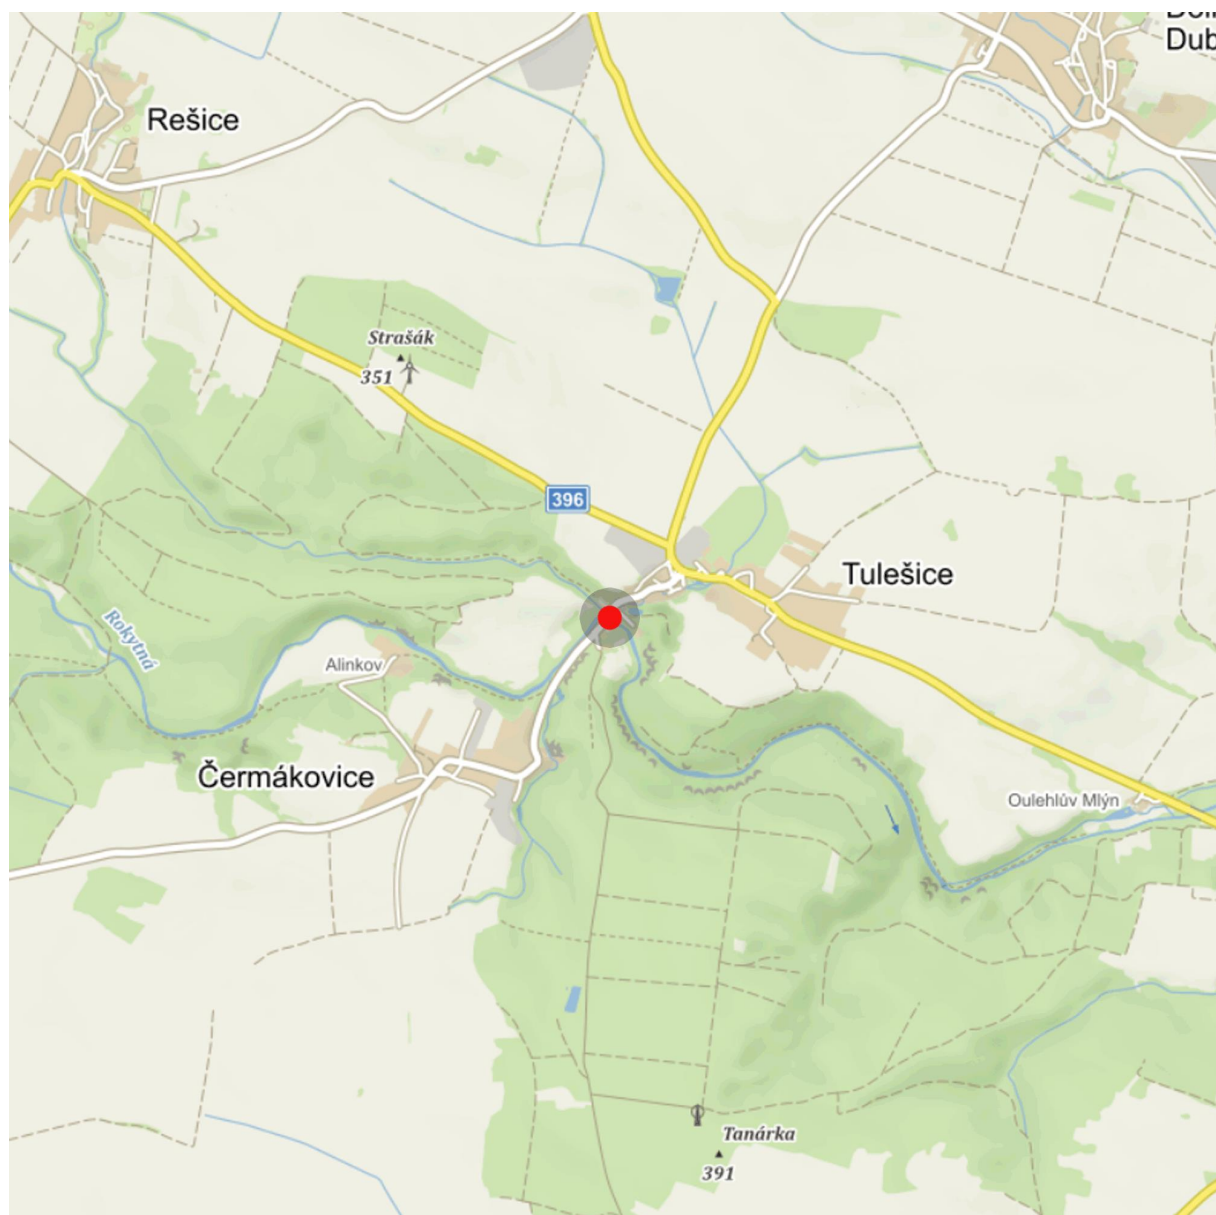 Dub
Rešice
Strašák
351
396
Tulešice
Rokytná
Alinkov
Čermákovice
Oulehlův Mlýn
Tanárka
391